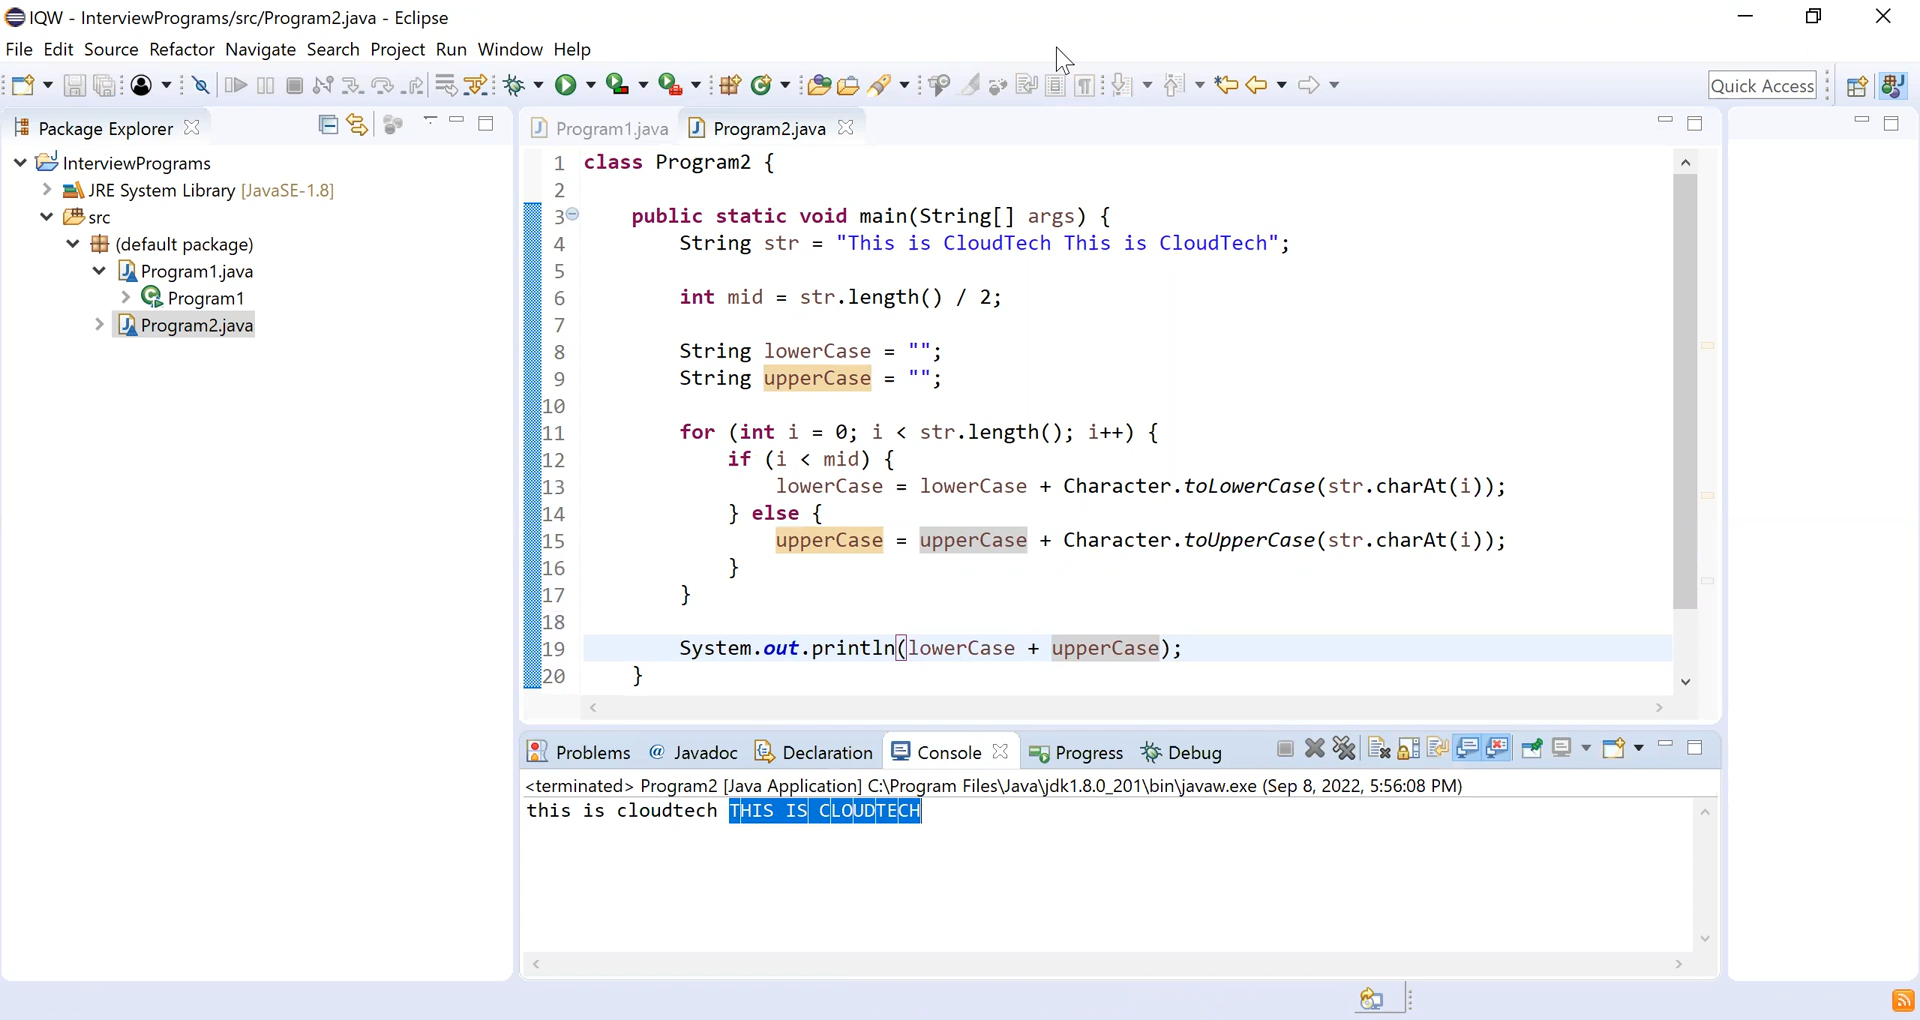 IQW - InterviewPrograms/src/Program2.java - Eclipse
File Edit Source Refactor Navigate Search Project Run Window Help
Quick Access
Package Explorer
InterviewPrograms
JRE System Library [JavaSE-1.8]
src
(default package)
Program1.java
Program1
Program2.java
Program1.java Program2.java
1 class Program2 {
2
3 public static void main(String[] args) {
4 String str = "This is CloudTech This is CloudTech";
5
6 int mid = str.length() / 2;
7
8 String lowerCase = "";
9 String upperCase = "";
10
11 for (int i = 0; i < str.length(); i++) {
12 if (i < mid) {
13 lowerCase = lowerCase + Character.toLowerCase(str.charAt(i));
14 } else {
15 upperCase = upperCase + Character.toUpperCase(str.charAt(i));
16 }
17 }
18
19 System.out.println(lowerCase + upperCase);
20 }
Problems @ Javadoc Declaration Console Progress Debug
<terminated> Program2 [Java Application] C:\Program Files\Java\jdk1.8.0_201\bin\javaw.exe (Sep 8, 2022, 5:56:08 PM)
this is cloudtech THIS IS CLOUDTECH